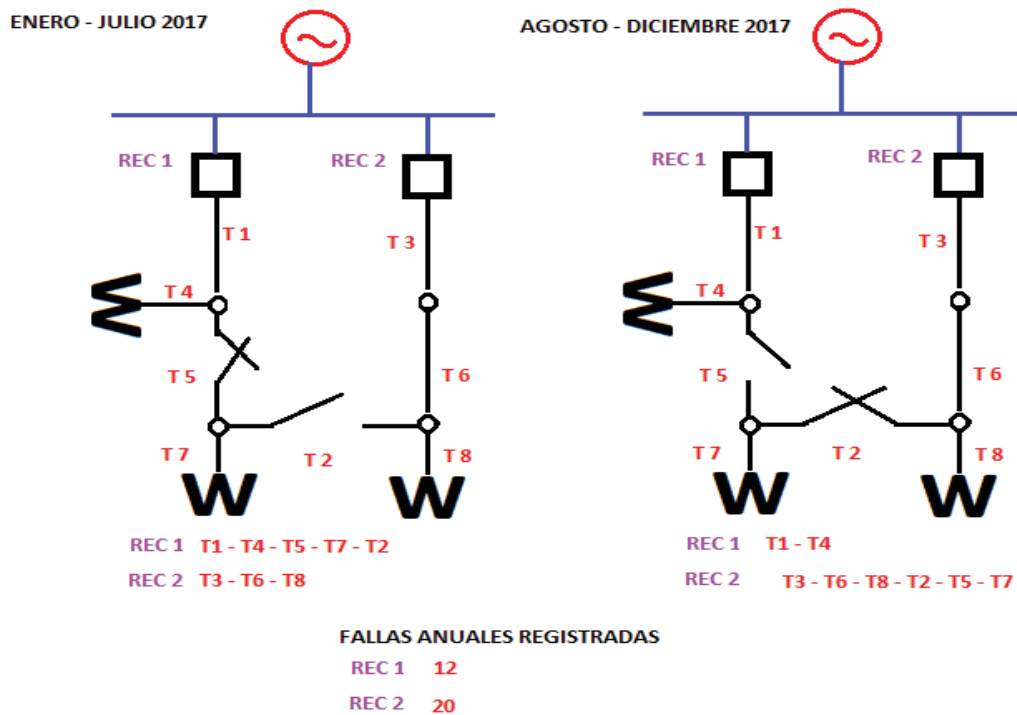 ENERO - JULIO 2017
REC 1
REC 2
T 1
T 3
W
T 4
T 5
T 6
T 7
T 2
T 8
W
W
REC 1 T1 - T4 - T5 - T7 - T2
REC 2 T3 - T6 - T8
AGOSTO - DICIEMBRE 2017
REC 1
REC 2
T 1
T 3
W
T 4
T 5
T 6
T 7
T 2
T 8
W
W
REC 1 T1 - T4
REC 2 T3 - T6 - T8 - T2 - T5 - T7
FALLAS ANUALES REGISTRADAS
REC 1 12
REC 2 20